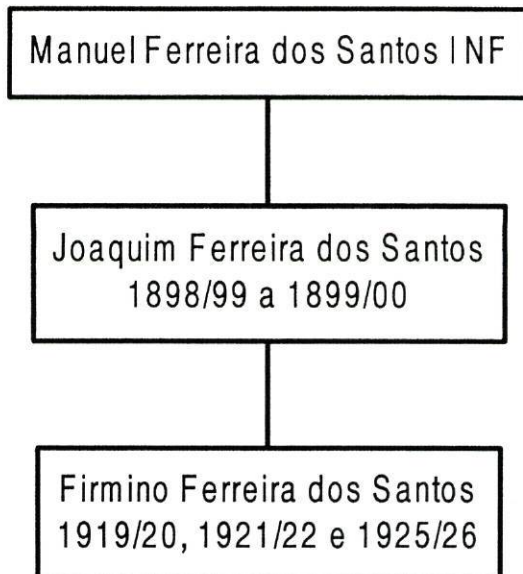 Manuel Ferreira dos Santos I NF
Joaquim Ferreira dos Santos
1898/99 a 1899/00
Firmino Ferreira dos Santos
1919/20, 1921/22 e 1925/26